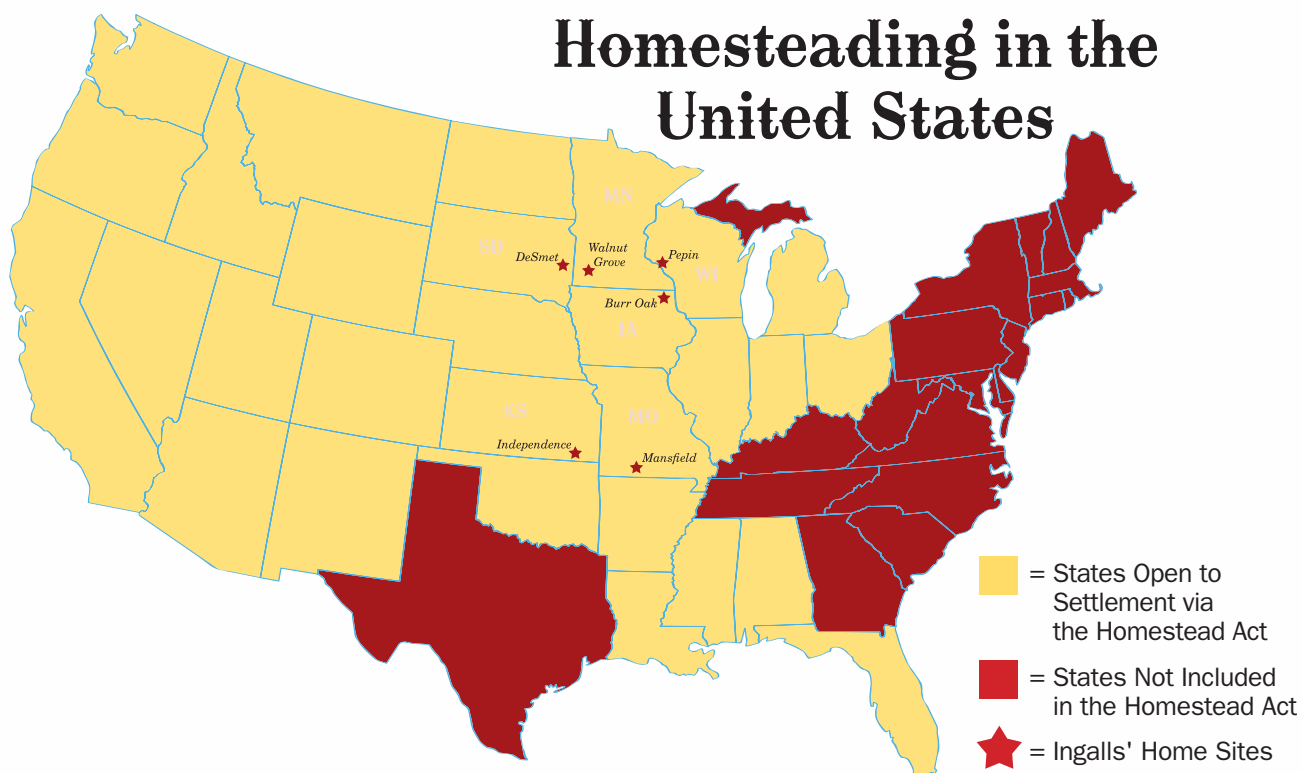 Homesteading in the
United States
MN
SD
DeSmet
Walnut
Grove
Pepin
WI
Burr Oak
IA
KS
MO
Independence
Mansfield
= States Open to
Settlement via
the Homestead Act
= States Not Included
in the Homestead Act
= Ingalls' Home Sites